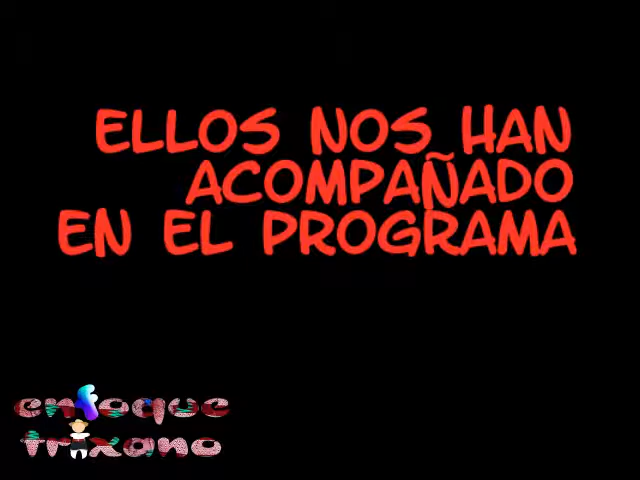 ELLOS NOS HAN
ACOMPAÑADO
EN EL PROGRAMA
enfoque
trixano